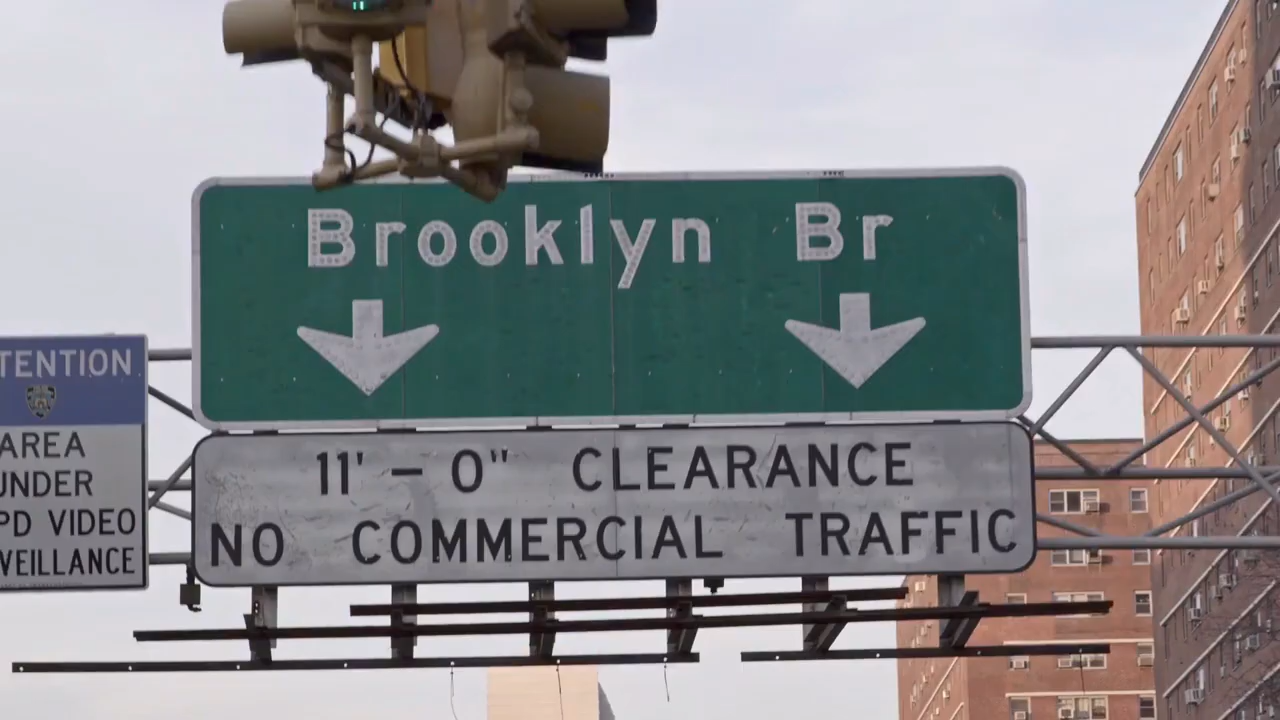 Brooklyn Br
11' - 0" CLEARANCE
NO COMMERCIAL TRAFFIC
TENTION
AREA
UNDER
PD VIDEO
VEILLANCE